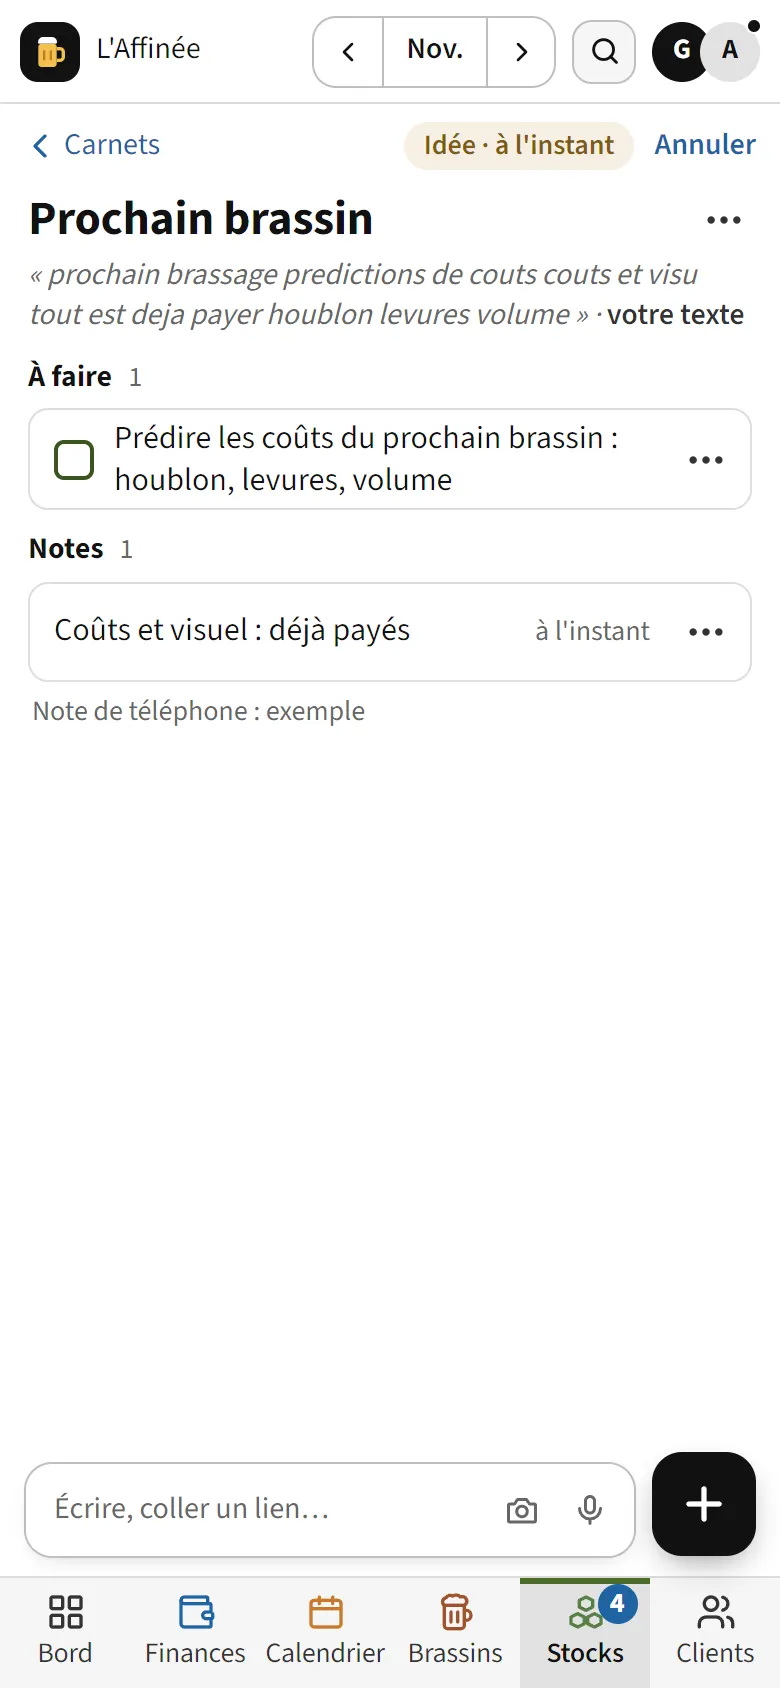 L'Affinée
Nov.
G
A
Carnets
Idée · à l'instant
Annuler
Prochain brassin
« prochain brassage predictions de couts couts et visu
tout est deja payer houblon levures volume » · votre texte
À faire 1
Prédire les coûts du prochain brassin :
houblon, levures, volume
Notes 1
Coûts et visuel : déjà payés
à l'instant
Note de téléphone : exemple
Écrire, coller un lien…
4
Bord
Finances
Calendrier
Brassins
Stocks
Clients